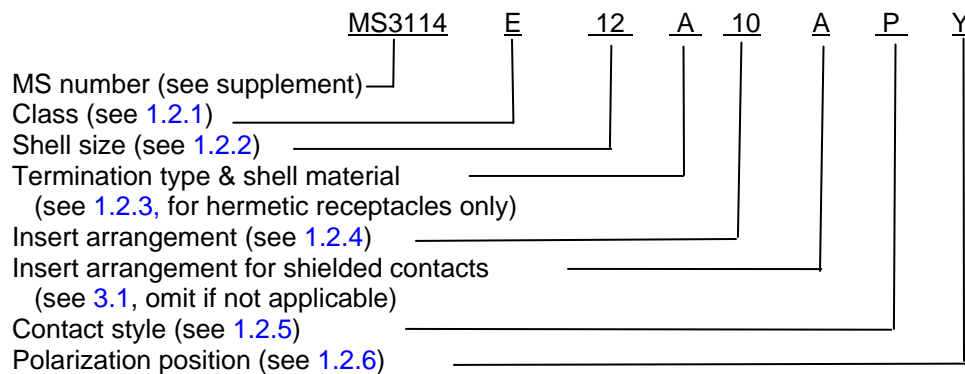 MS3114 E 12 A 10 A P Y
MS number (see supplement)
Class (see 1.2.1)
Shell size (see 1.2.2)
Termination type & shell material
(see 1.2.3, for hermetic receptacles only)
Insert arrangement (see 1.2.4)
Insert arrangement for shielded contacts
(see 3.1, omit if not applicable)
Contact style (see 1.2.5)
Polarization position (see 1.2.6)